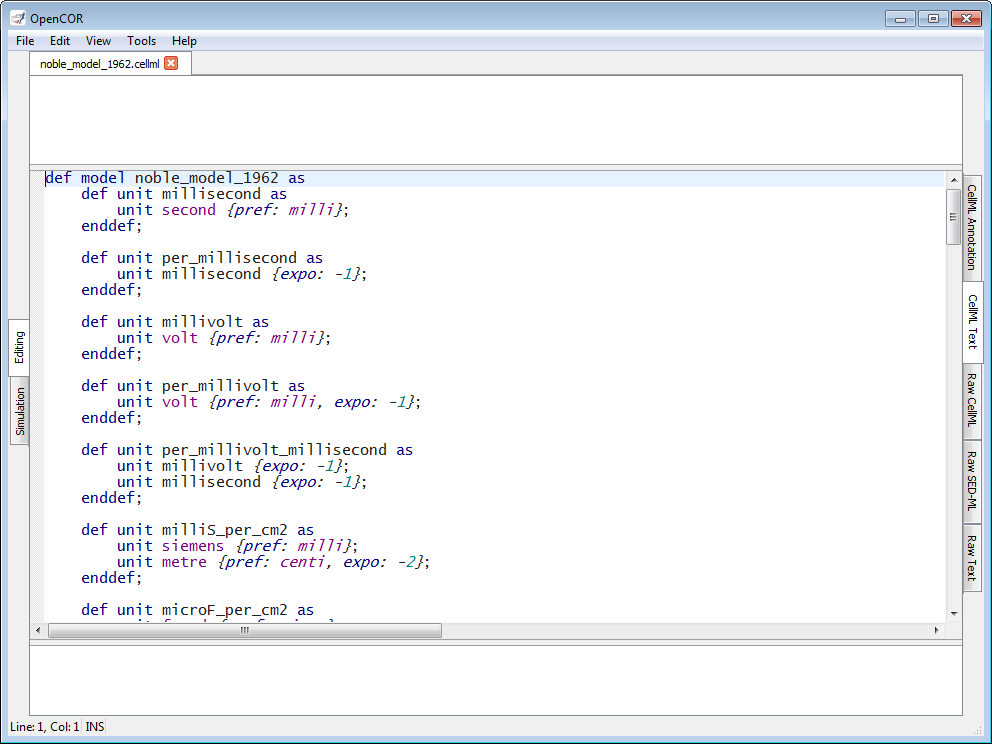 OpenCOR
File Edit View Tools Help
noble_model_1962.cellml
def model noble_model_1962 as
    def unit millisecond as
        unit second {pref: milli};
    enddef;

    def unit per_millisecond as
        unit millisecond {expo: -1};
    enddef;

    def unit millivolt as
        unit volt {pref: milli};
    enddef;

    def unit per_millivolt as
        unit volt {pref: milli, expo: -1};
    enddef;

    def unit per_millivolt_millisecond as
        unit millivolt {expo: -1};
        unit millisecond {expo: -1};
    enddef;

    def unit milliS_per_cm2 as
        unit siemens {pref: milli};
        unit metre {pref: centi, expo: -2};
    enddef;

    def unit microF_per_cm2 as
Editing
Simulation
CellML Annotation
CellML Text
Raw CellML
Raw SED-ML
Raw Text
Line: 1, Col: 1 INS